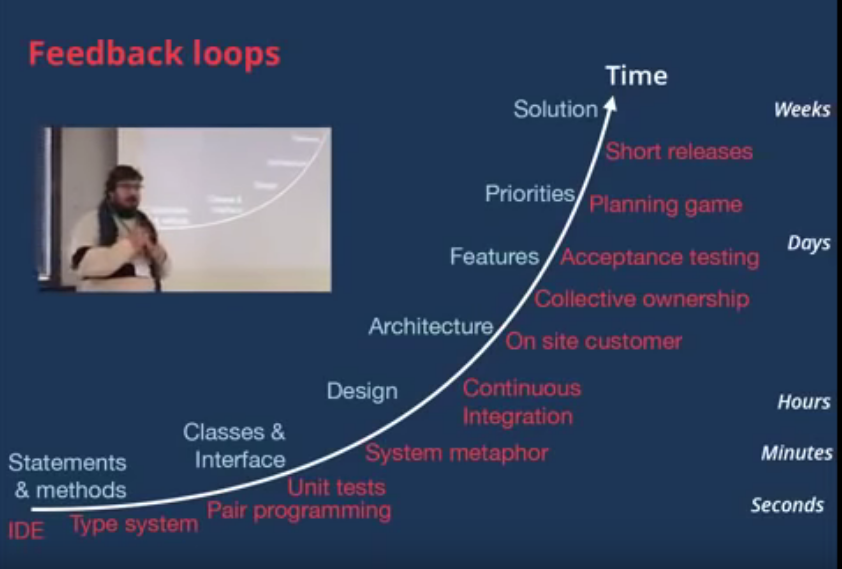 Feedback loops
Time
Solution
Weeks
Short releases
Priorities
Planning game
Days
Features
Acceptance testing
Collective ownership
Architecture
On site customer
Design
Continuous
Integration
Hours
Classes &
Interface
System metaphor
Minutes
Statements
& methods
Unit tests
Pair programming
Seconds
IDE
Type system